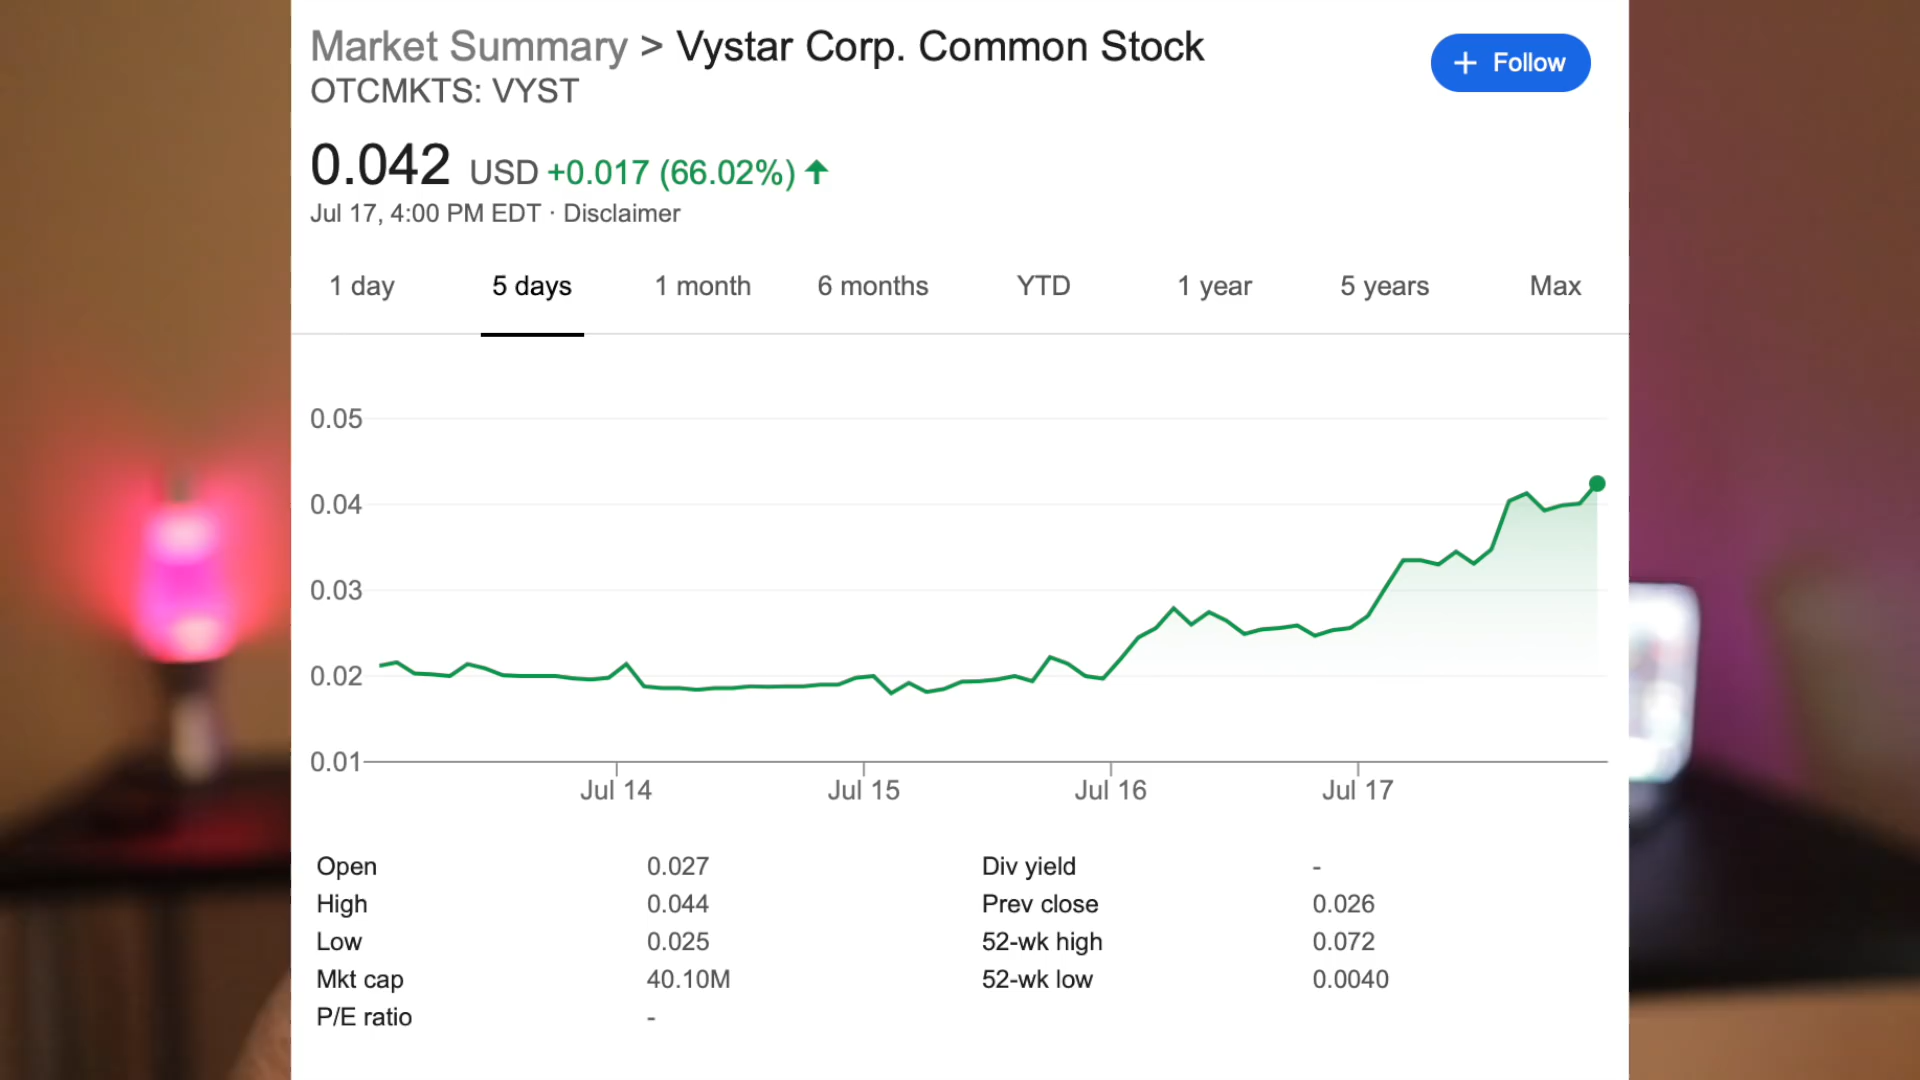 Market Summary > Vystar Corp. Common Stock
+ Follow
OTCMKTS: VYST
0.042 USD +0.017 (66.02%) ↑
Jul 17, 4:00 PM EDT · Disclaimer
1 day 5 days 1 month 6 months YTD 1 year 5 years Max
0.05
0.04
0.03
0.02
0.01
Jul 14 Jul 15 Jul 16 Jul 17
Open 0.027 Div yield -
High 0.044 Prev close 0.026
Low 0.025 52-wk high 0.072
Mkt cap 40.10M 52-wk low 0.0040
P/E ratio -